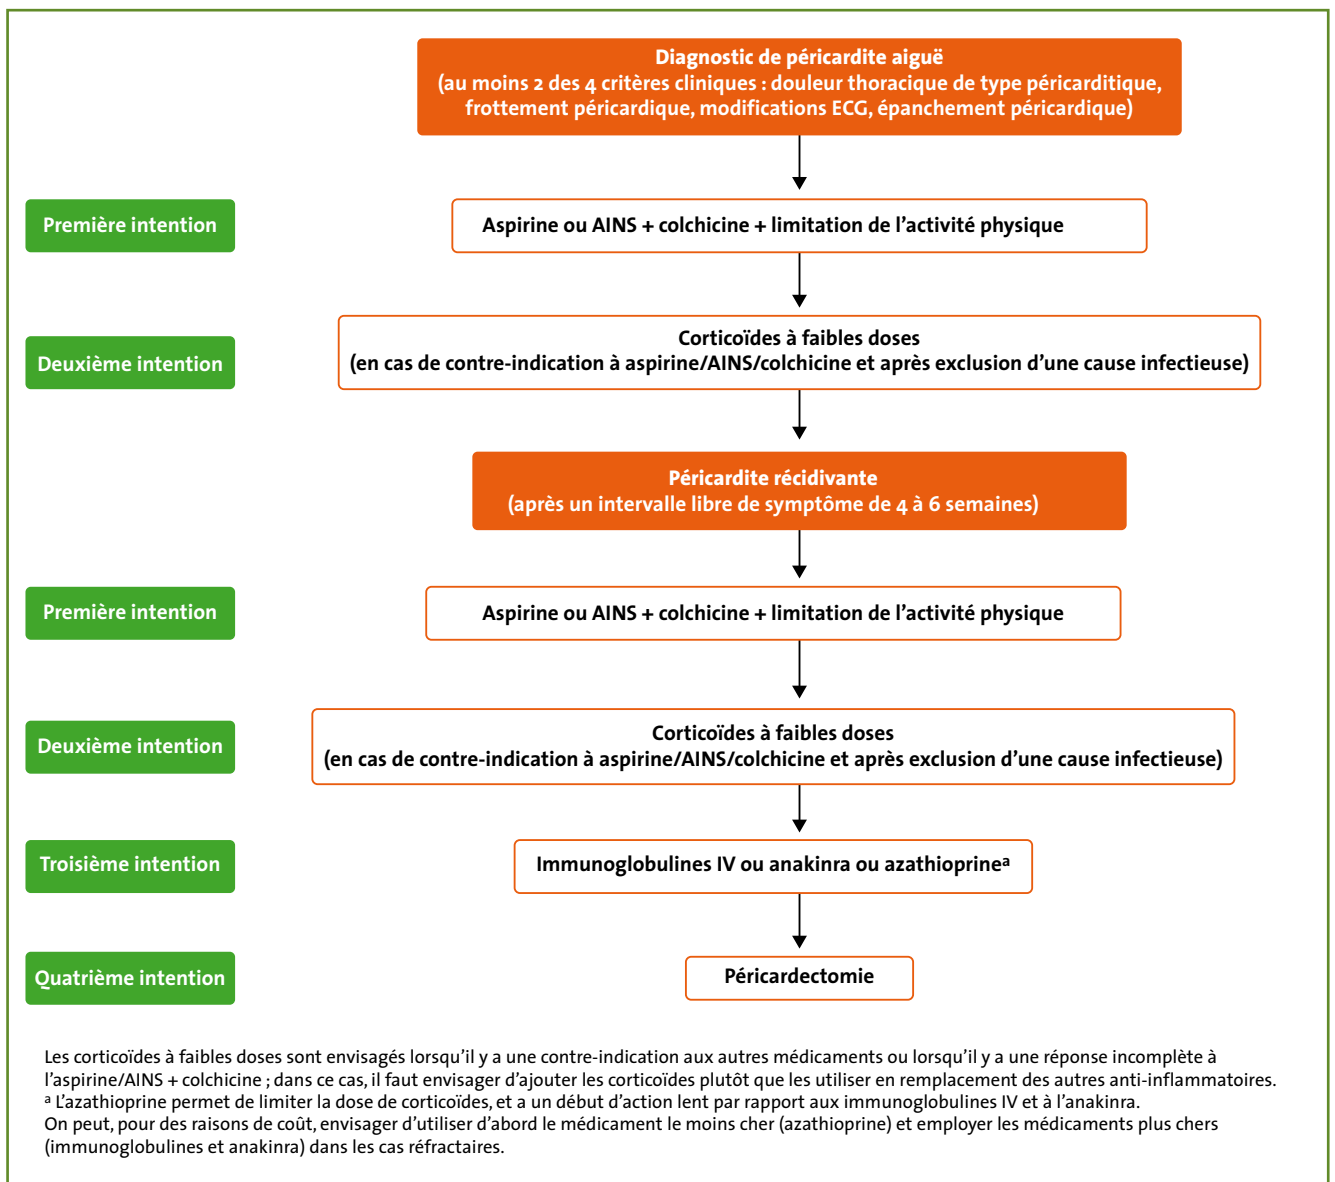 Diagnostic de péricardite aiguë
(au moins 2 des 4 critères cliniques : douleur thoracique de type péricarditique,
frottement péricardique, modifications ECG, épanchement péricardique)
Première intention
Aspirine ou AINS + colchicine + limitation de l’activité physique
Deuxième intention
Corticoïdes à faibles doses
(en cas de contre-indication à aspirine/AINS/colchicine et après exclusion d’une cause infectieuse)
Péricardite récidivante
(après un intervalle libre de symptôme de 4 à 6 semaines)
Première intention
Aspirine ou AINS + colchicine + limitation de l’activité physique
Deuxième intention
Corticoïdes à faibles doses
(en cas de contre-indication à aspirine/AINS/colchicine et après exclusion d’une cause infectieuse)
Troisième intention
Immunoglobulines IV ou anakinra ou azathioprineᵃ
Quatrième intention
Péricardectomie
Les corticoïdes à faibles doses sont envisagés lorsqu’il y a une contre-indication aux autres médicaments ou lorsqu’il y a une réponse incomplète à
l’aspirine/AINS + colchicine ; dans ce cas, il faut envisager d’ajouter les corticoïdes plutôt que les utiliser en remplacement des autres anti-inflammatoires.
ᵃ L’azathioprine permet de limiter la dose de corticoïdes, et a un début d’action lent par rapport aux immunoglobulines IV et à l’anakinra.
On peut, pour des raisons de coût, envisager d’utiliser d’abord le médicament le moins cher (azathioprine) et employer les médicaments plus chers
(immunoglobulines et anakinra) dans les cas réfractaires.